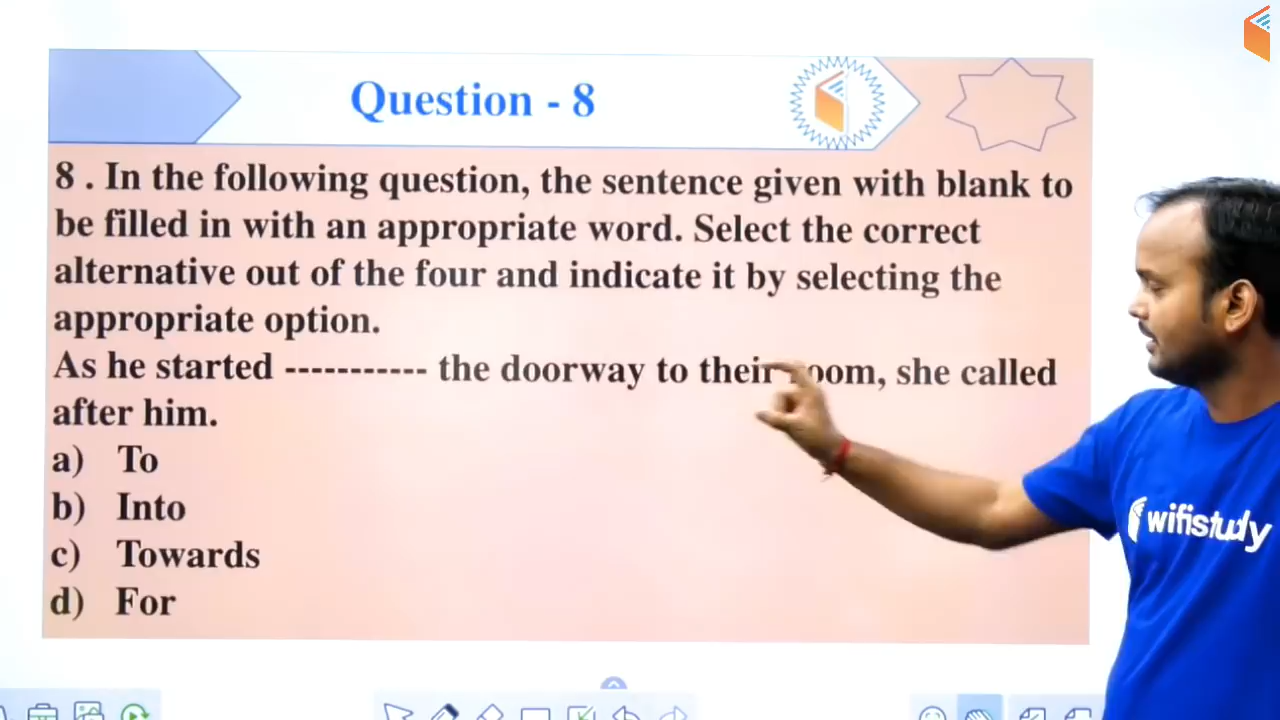 Question - 8
8 . In the following question, the sentence given with blank to
be filled in with an appropriate word. Select the correct
alternative out of the four and indicate it by selecting the
appropriate option.
As he started ----------- the doorway to their room, she called
after him.
a) To
b) Into
c) Towards
d) For
wifistudy